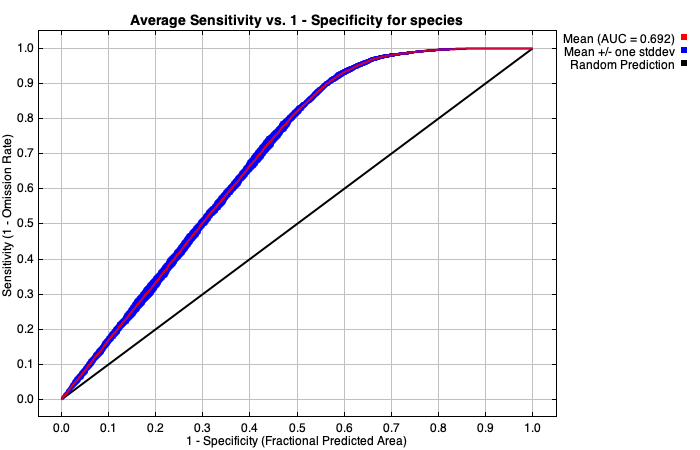 Average Sensitivity vs. 1 - Specificity for species
Mean (AUC = 0.692)
Mean +/- one stddev
Random Prediction
Sensitivity (1 - Omission Rate)
1.0
0.9
0.8
0.7
0.6
0.5
0.4
0.3
0.2
0.1
0.0
0.0 0.1 0.2 0.3 0.4 0.5 0.6 0.7 0.8 0.9 1.0
1 - Specificity (Fractional Predicted Area)